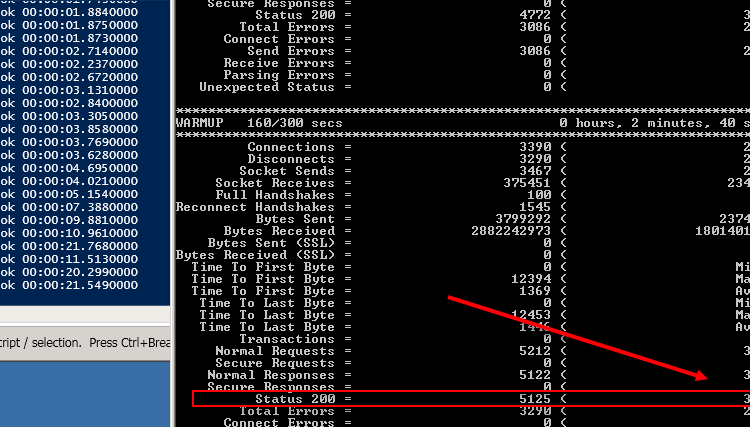 ok 00:00:01.8840000
ok 00:00:01.8750000
ok 00:00:01.8730000
ok 00:00:02.7140000
ok 00:00:02.2370000
ok 00:00:02.6720000
ok 00:00:03.1310000
ok 00:00:02.8400000
ok 00:00:03.3050000
ok 00:00:03.8580000
ok 00:00:03.7690000
ok 00:00:03.6280000
ok 00:00:04.6950000
ok 00:00:04.0210000
ok 00:00:05.1540000
ok 00:00:07.3880000
ok 00:00:09.8810000
ok 00:00:10.9610000
ok 00:00:21.7680000
ok 00:00:11.5130000
ok 00:00:20.2990000
ok 00:00:21.5490000
cript / selection. Press Ctrl+Brea
Secure Responses = 0 (
Status 200 = 4772 ( 3
Total Errors = 3086 ( 2
Connect Errors = 0 (
Send Errors = 3086 ( 2
Receive Errors = 0 (
Parsing Errors = 0 (
Unexpected Status = 0 (
WARMUP 160/300 secs 0 hours, 2 minutes, 40 s
Connections = 3390 ( 2
Disconnects = 3290 ( 2
Socket Sends = 3467 ( 2
Socket Receives = 375451 ( 234
Full Handshakes = 100 (
Reconnect Handshakes = 1545 (
Bytes Sent = 3799292 ( 2374
Bytes Received = 2882242973 ( 1801401
Bytes Sent (SSL) = 0 (
Bytes Received (SSL) = 0 (
Time To First Byte = 0 ( Mi
Time To First Byte = 12394 ( Ma
Time To First Byte = 1369 ( Av
Time To Last Byte = 0 ( Mi
Time To Last Byte = 12453 ( Ma
Time To Last Byte = 1446 ( Av
Transactions = 0 (
Normal Requests = 5212 ( 3
Secure Requests = 0 (
Normal Responses = 5122 ( 3
Secure Responses = 0 (
Status 200 = 5125 ( 3
Total Errors = 3290 ( 2
Connect Errors = 0 (